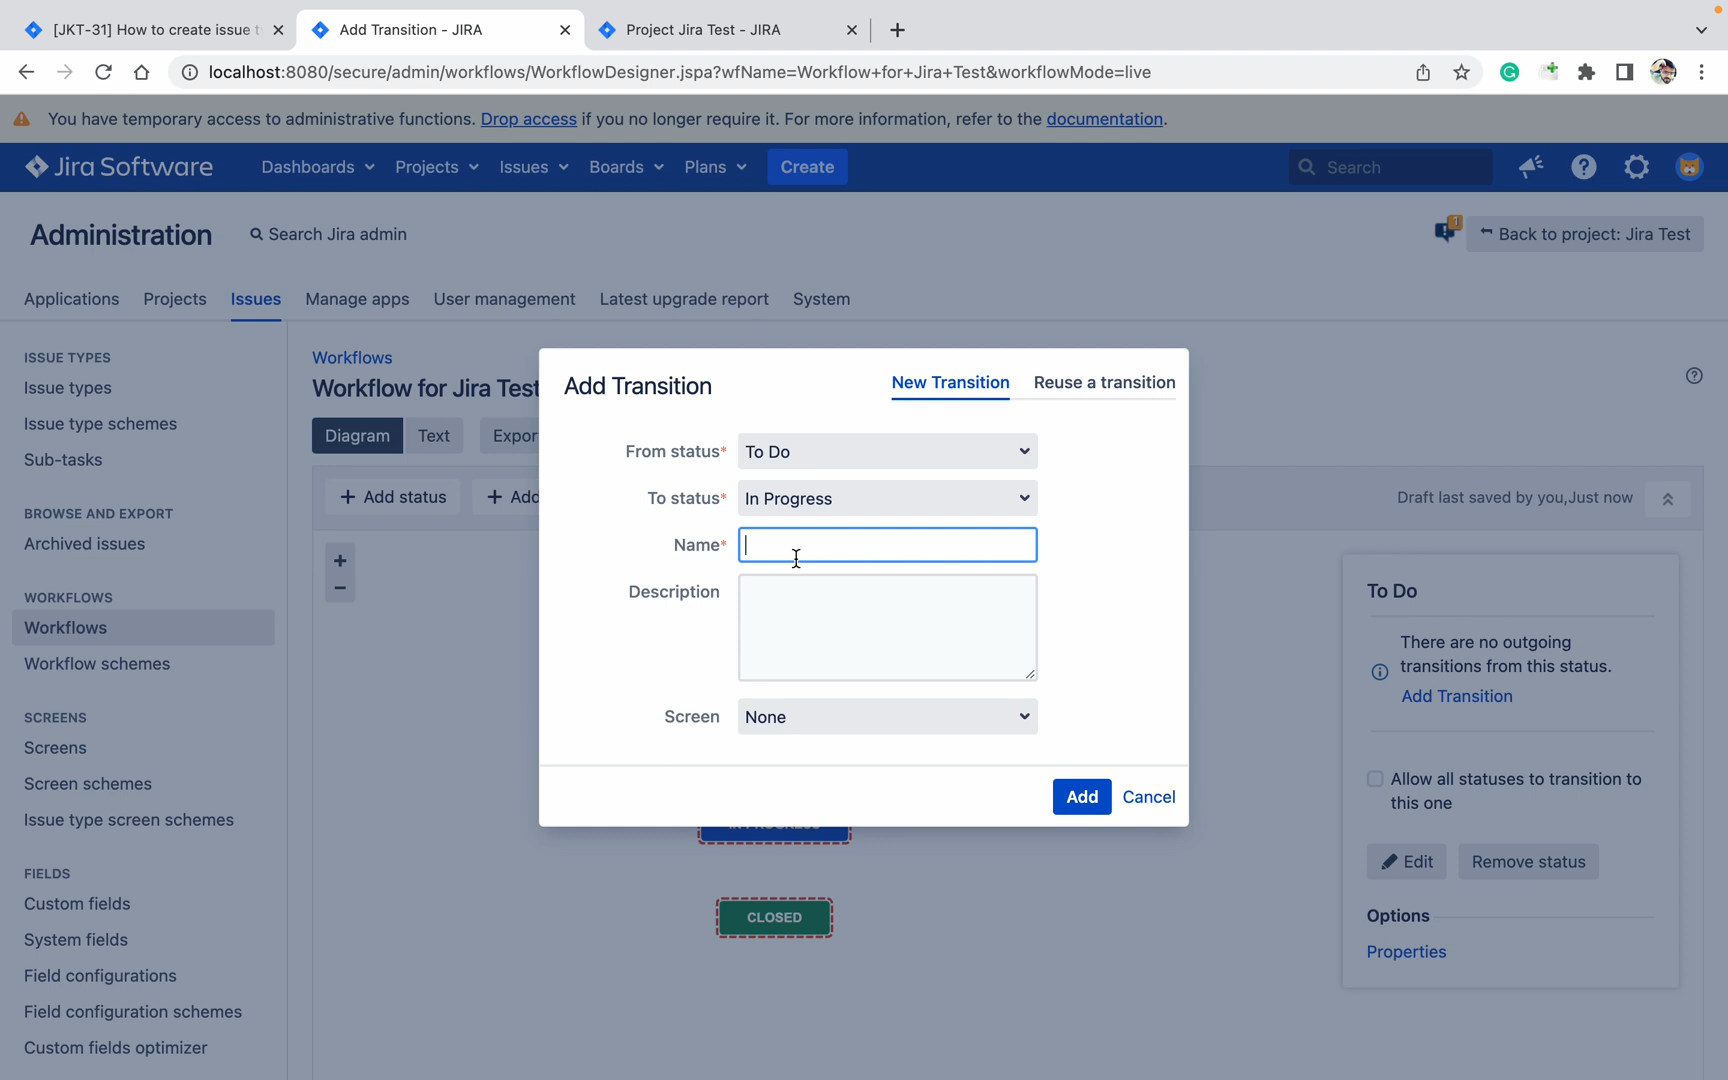 [JKT-31] How to create issue t
Add Transition - JIRA
Project Jira Test - JIRA
localhost:8080/secure/admin/workflows/WorkflowDesigner.jspa?wfName=Workflow+for+Jira+Test&workflowMode=live
You have temporary access to administrative functions. Drop access if you no longer require it. For more information, refer to the documentation.
Jira Software
Dashboards
Projects
Issues
Boards
Plans
Create
Search
Administration
Search Jira admin
1
Back to project: Jira Test
Applications
Projects
Issues
Manage apps
User management
Latest upgrade report
System
ISSUE TYPES
Issue types
Issue type schemes
Sub-tasks
BROWSE AND EXPORT
Archived issues
WORKFLOWS
Workflows
Workflow schemes
SCREENS
Screens
Screen schemes
Issue type screen schemes
FIELDS
Custom fields
System fields
Field configurations
Field configuration schemes
Custom fields optimizer
Workflows
Workflow for Jira Test
Diagram
Text
Expor
+ Add status
+ Add
Draft last saved by you,Just now
Add Transition
New Transition
Reuse a transition
From status*
To Do
To status*
In Progress
Name*
Description
Screen
None
Add
Cancel
CLOSED
To Do
There are no outgoing
transitions from this status.
Add Transition
Allow all statuses to transition to
this one
Edit
Remove status
Options
Properties